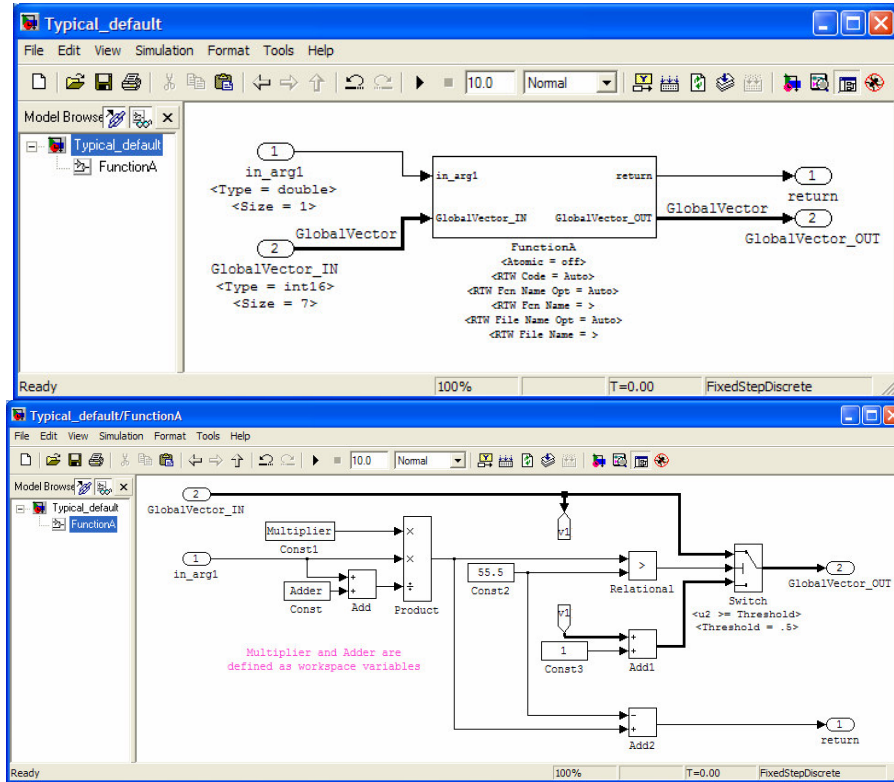 Typical_default
File Edit View Simulation Format Tools Help
10.0 Normal
Model Browse
Typical_default
FunctionA
1
in_arg1
<Type = double>
<Size = 1>
GlobalVector
2
GlobalVector_IN
<Type = int16>
<Size = 7>
in_arg1 return
GlobalVector_IN GlobalVector_OUT
FunctionA
<Atomic = off>
<RTW Code = Auto>
<RTW Fcn Name Opt = Auto>
<RTW Fcn Name = >
<RTW File Name Opt = Auto>
<RTW File Name = >
1
return
GlobalVector
2
GlobalVector_OUT
Ready 100% T=0.00 FixedStepDiscrete
Typical_default/FunctionA
File Edit View Simulation Format Tools Help
10.0 Normal
Model Browse
Typical_default
FunctionA
2
GlobalVector_IN
v1
Multiplier
Const1
1
in_arg1
Adder
Const
+
+
Add
×
×
÷
Product
55.5
Const2
>
Relational
Switch
<u2 >= Threshold>
<Threshold = .5>
2
GlobalVector_OUT
v1
1
Const3
+
+
Add1
Multiplier and Adder are
defined as workspace variables
−
+
Add2
1
return
Ready 100% T=0.00 FixedStepDiscrete